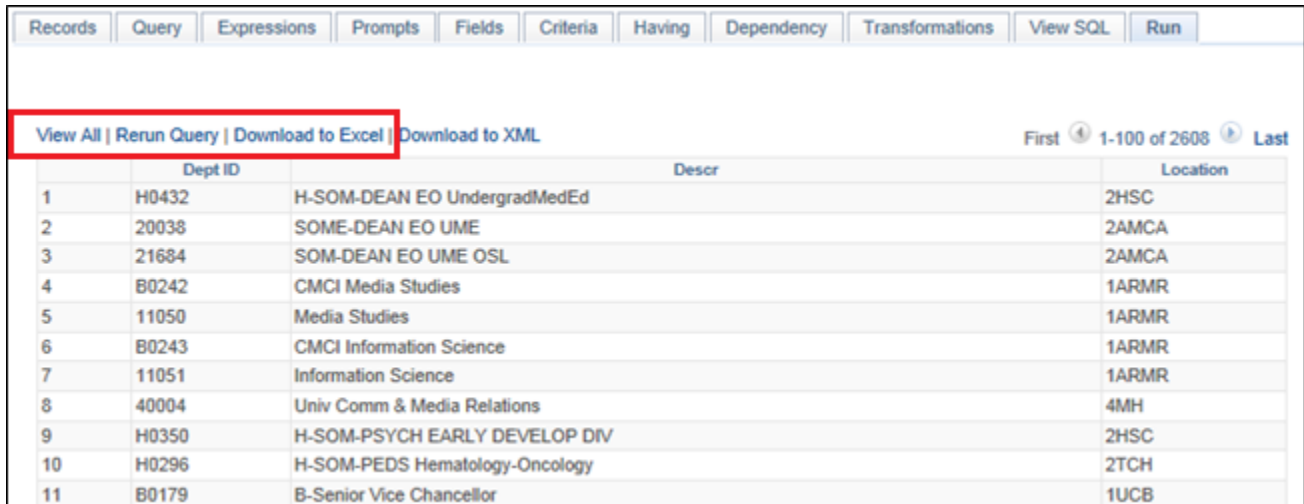 Records Query Expressions Prompts Fields Criteria Having Dependency Transformations View SQL Run
View All | Rerun Query | Download to Excel | Download to XML First 1-100 of 2608 Last
Dept ID Descr Location
1 H0432 H-SOM-DEAN EO UndergradMedEd 2HSC
2 20038 SOME-DEAN EO UME 2AMCA
3 21684 SOM-DEAN EO UME OSL 2AMCA
4 B0242 CMCI Media Studies 1ARMR
5 11050 Media Studies 1ARMR
6 B0243 CMCI Information Science 1ARMR
7 11051 Information Science 1ARMR
8 40004 Univ Comm & Media Relations 4MH
9 H0350 H-SOM-PSYCH EARLY DEVELOP DIV 2HSC
10 H0296 H-SOM-PEDS Hematology-Oncology 2TCH
11 B0179 B-Senior Vice Chancellor 1UCB